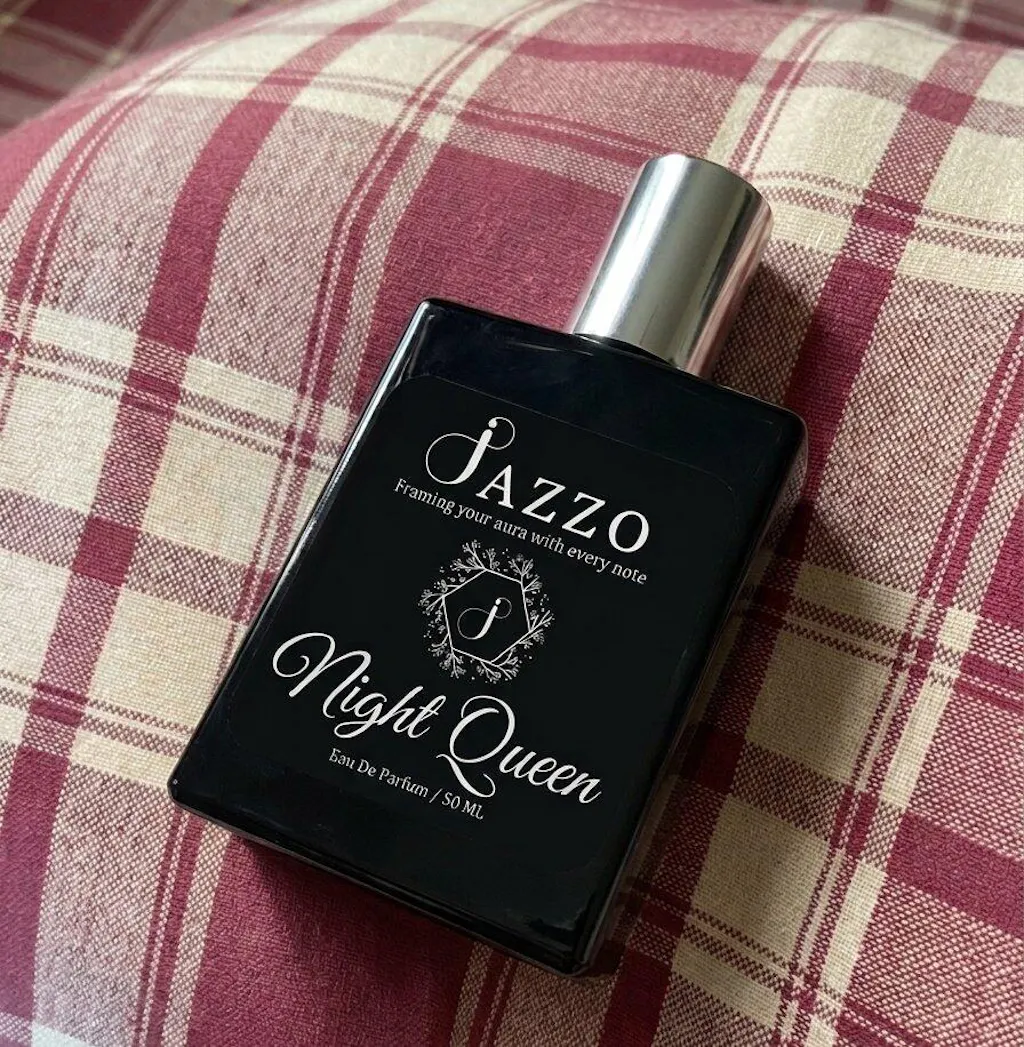 JAZZO
Framing your aura with every note
J
Night Queen
Eau De Parfum / 50 ML